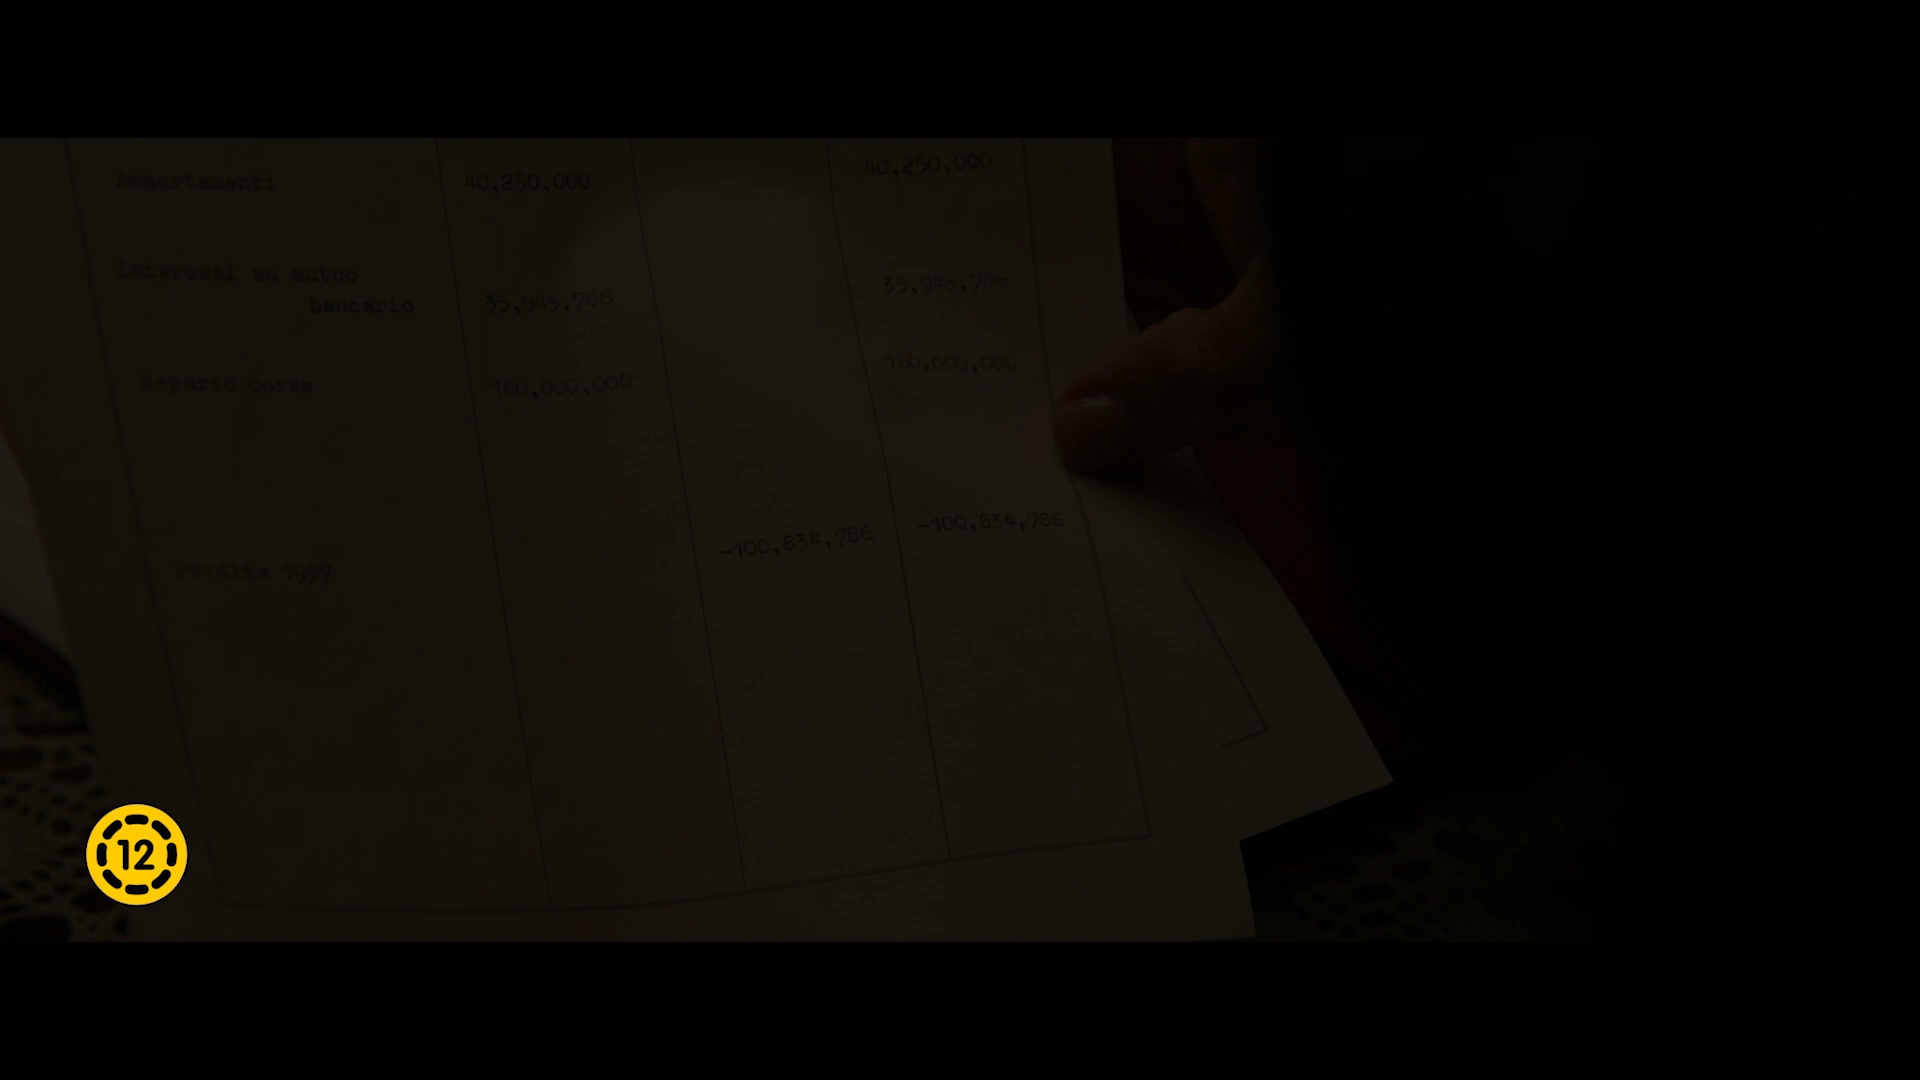 Ammortamenti 40,250,000 40,250,000
Interessi su mutuo
bancario 35,945,786 35,945,786
Reparto corse 160,000,000 160,000,000
-100,834,786 -100,834,786
Perdita 1957
12